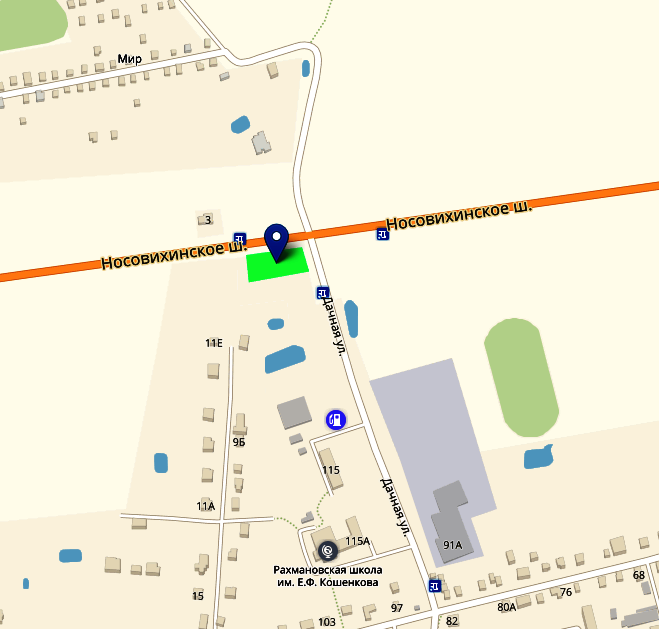 Мир
Носовихинское ш.
3
Носовихинское ш.
Дачная ул.
11Е
9Б
115
11А
Дачная ул.
115А
91А
Рахмановская школа
им. Е.Ф. Кошенкова
68
76
15
97
80А
103
82